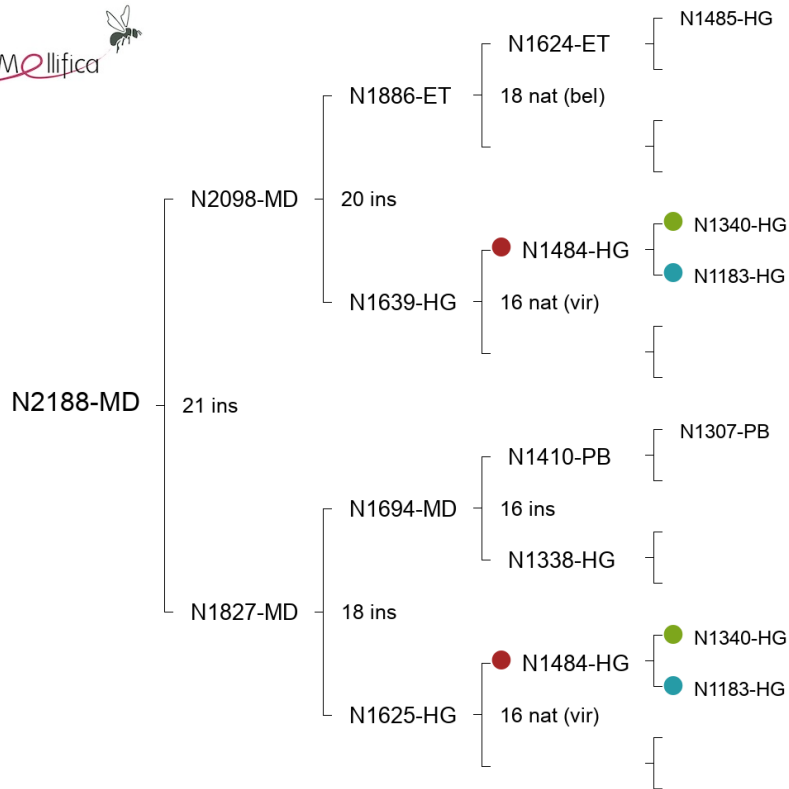 Mellifica
N1485-HG
N1624-ET
N1886-ET
18 nat (bel)
N2098-MD
20 ins
N1340-HG
N1484-HG
N1183-HG
N1639-HG
16 nat (vir)
N2188-MD
21 ins
N1307-PB
N1410-PB
N1694-MD
16 ins
N1338-HG
N1827-MD
18 ins
N1340-HG
N1484-HG
N1183-HG
N1625-HG
16 nat (vir)